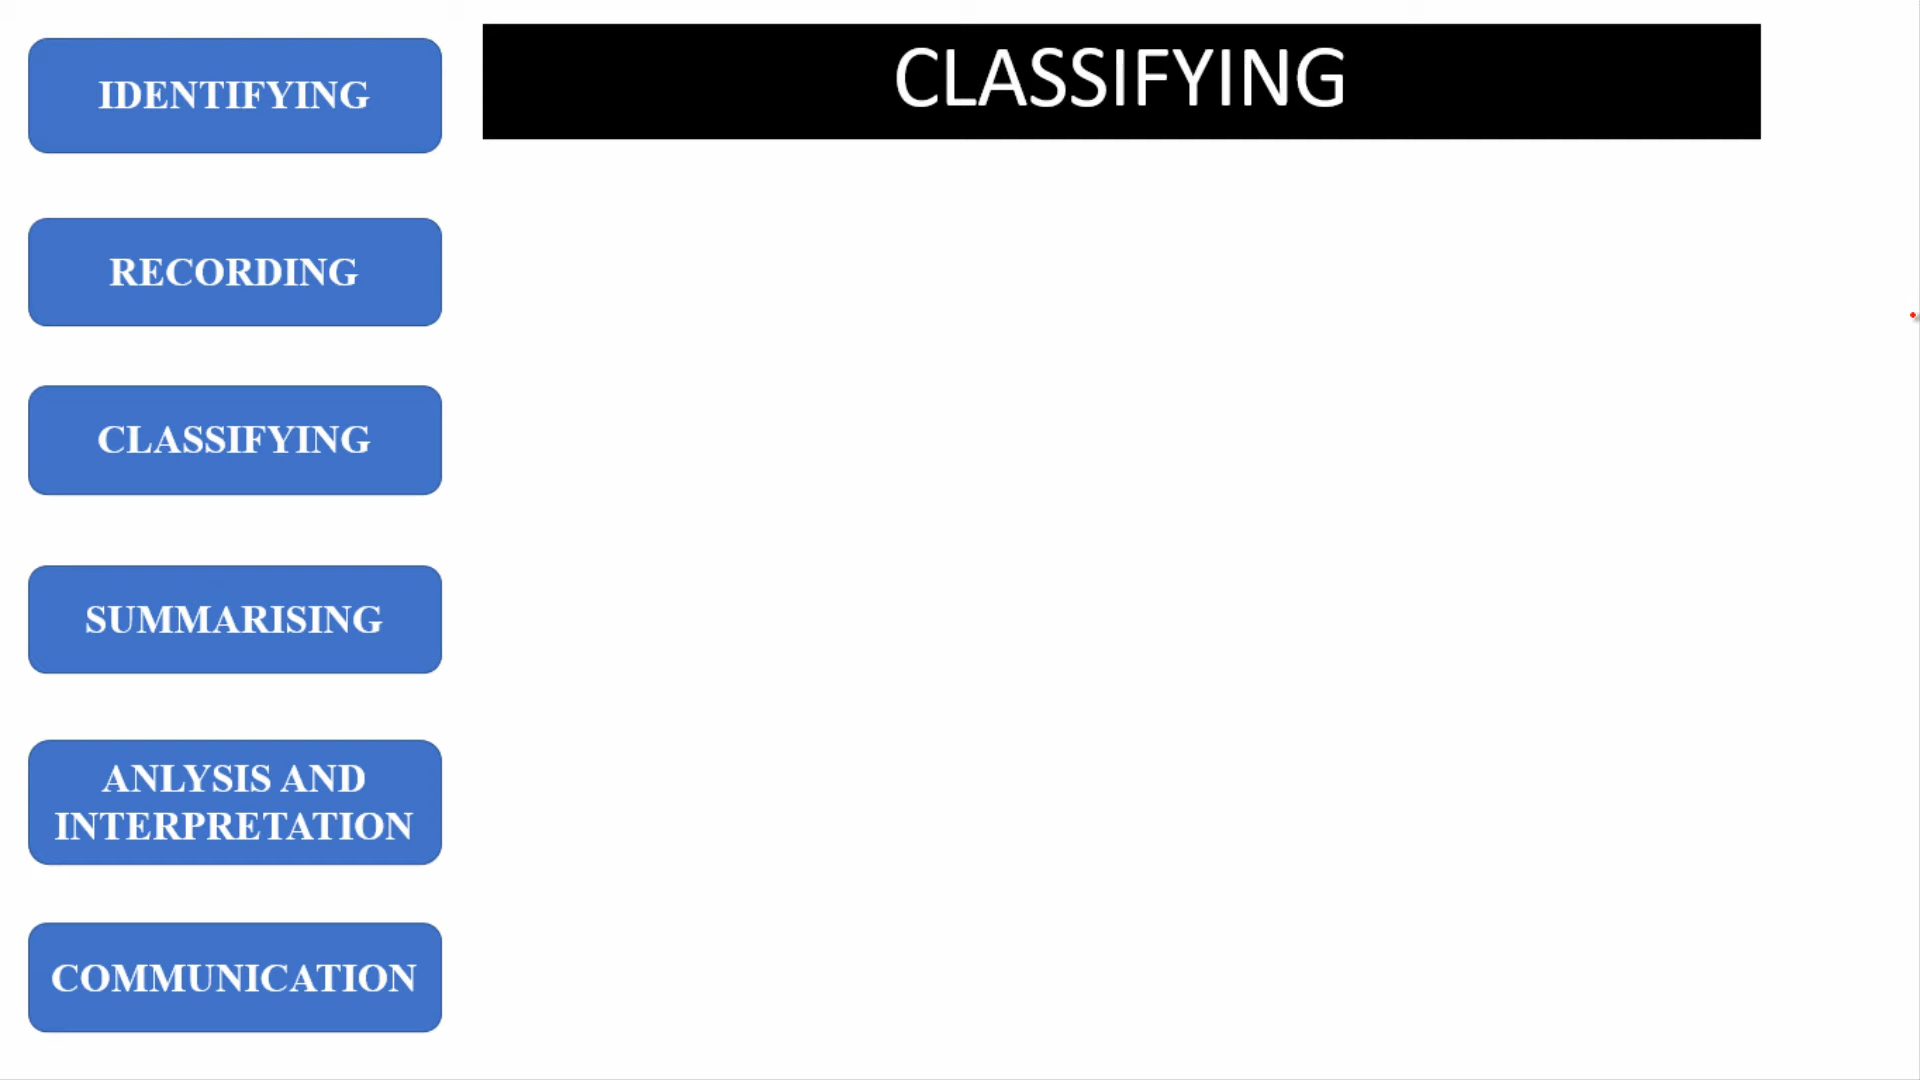 IDENTIFYING
RECORDING
CLASSIFYING
SUMMARISING
ANLYSIS AND
INTERPRETATION
COMMUNICATION
CLASSIFYING